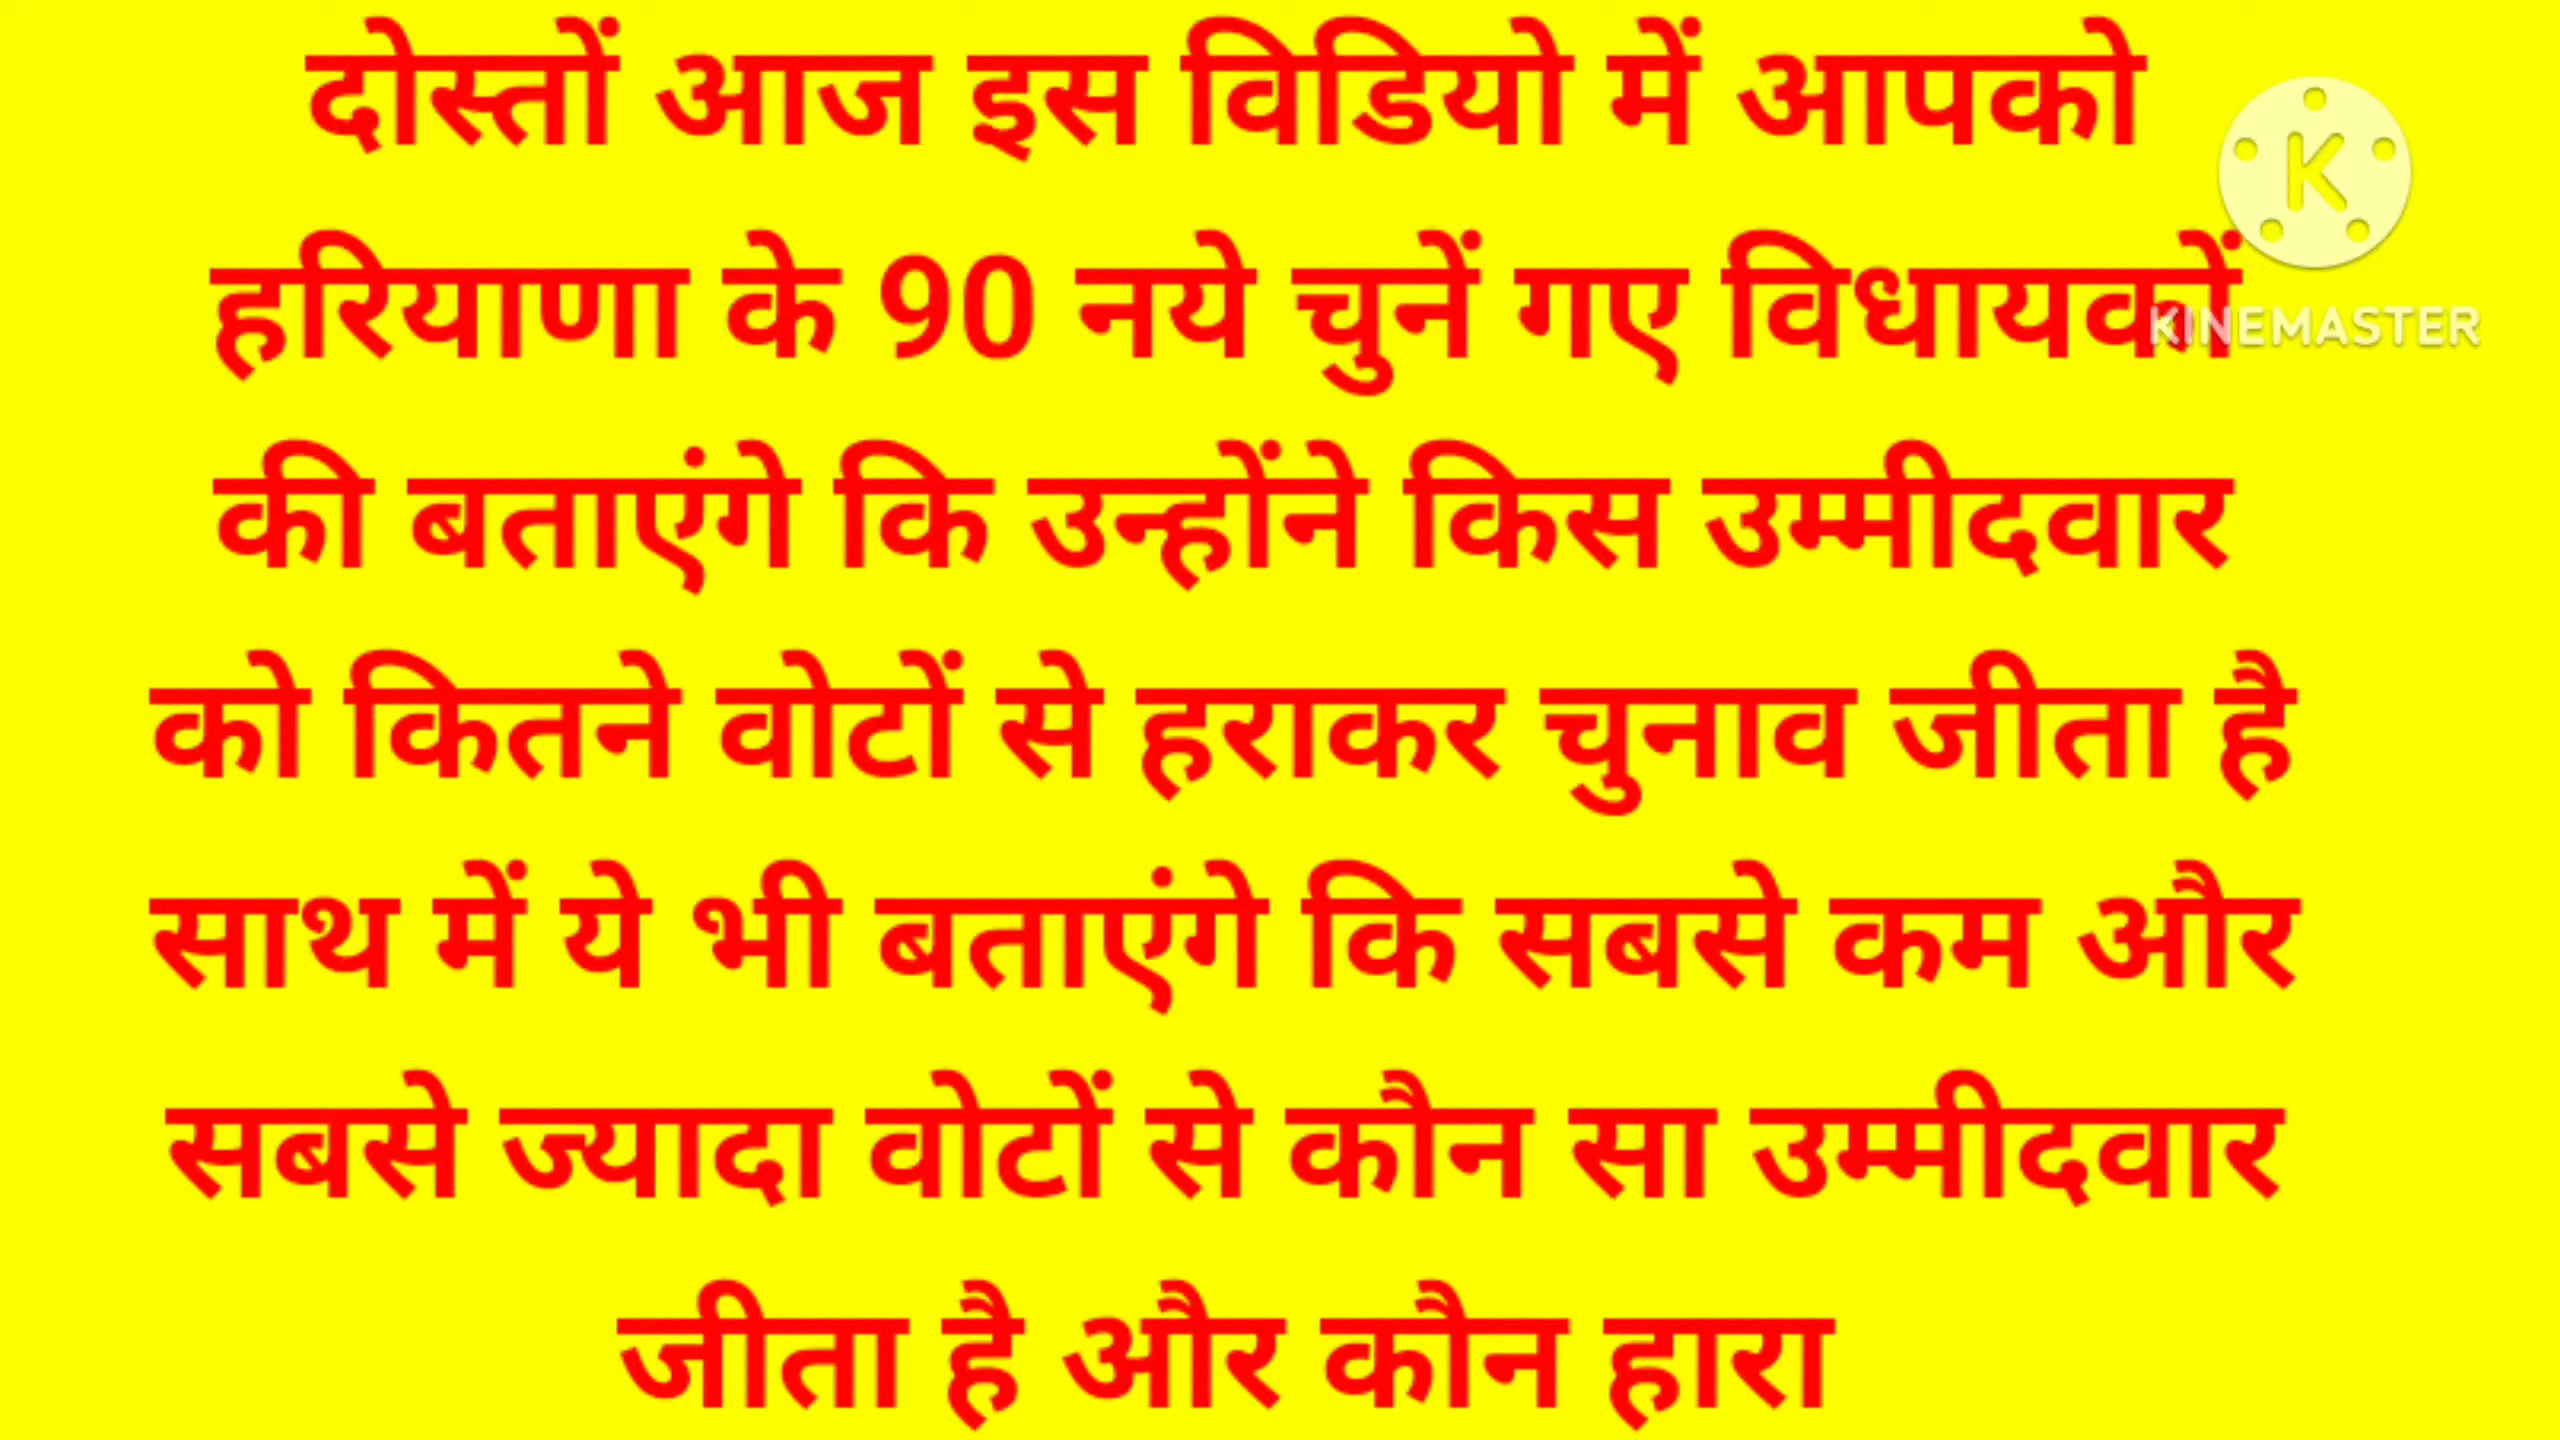 दोस्तों आज इस विडियो में आपको
हरियाणा के 90 नये चुनें गए विधायकों
की बताएंगे कि उन्होंने किस उम्मीदवार
को कितने वोटों से हराकर चुनाव जीता है
साथ में ये भी बताएंगे कि सबसे कम और
सबसे ज्यादा वोटों से कौन सा उम्मीदवार
जीता है और कौन हारा
K
KINEMASTER